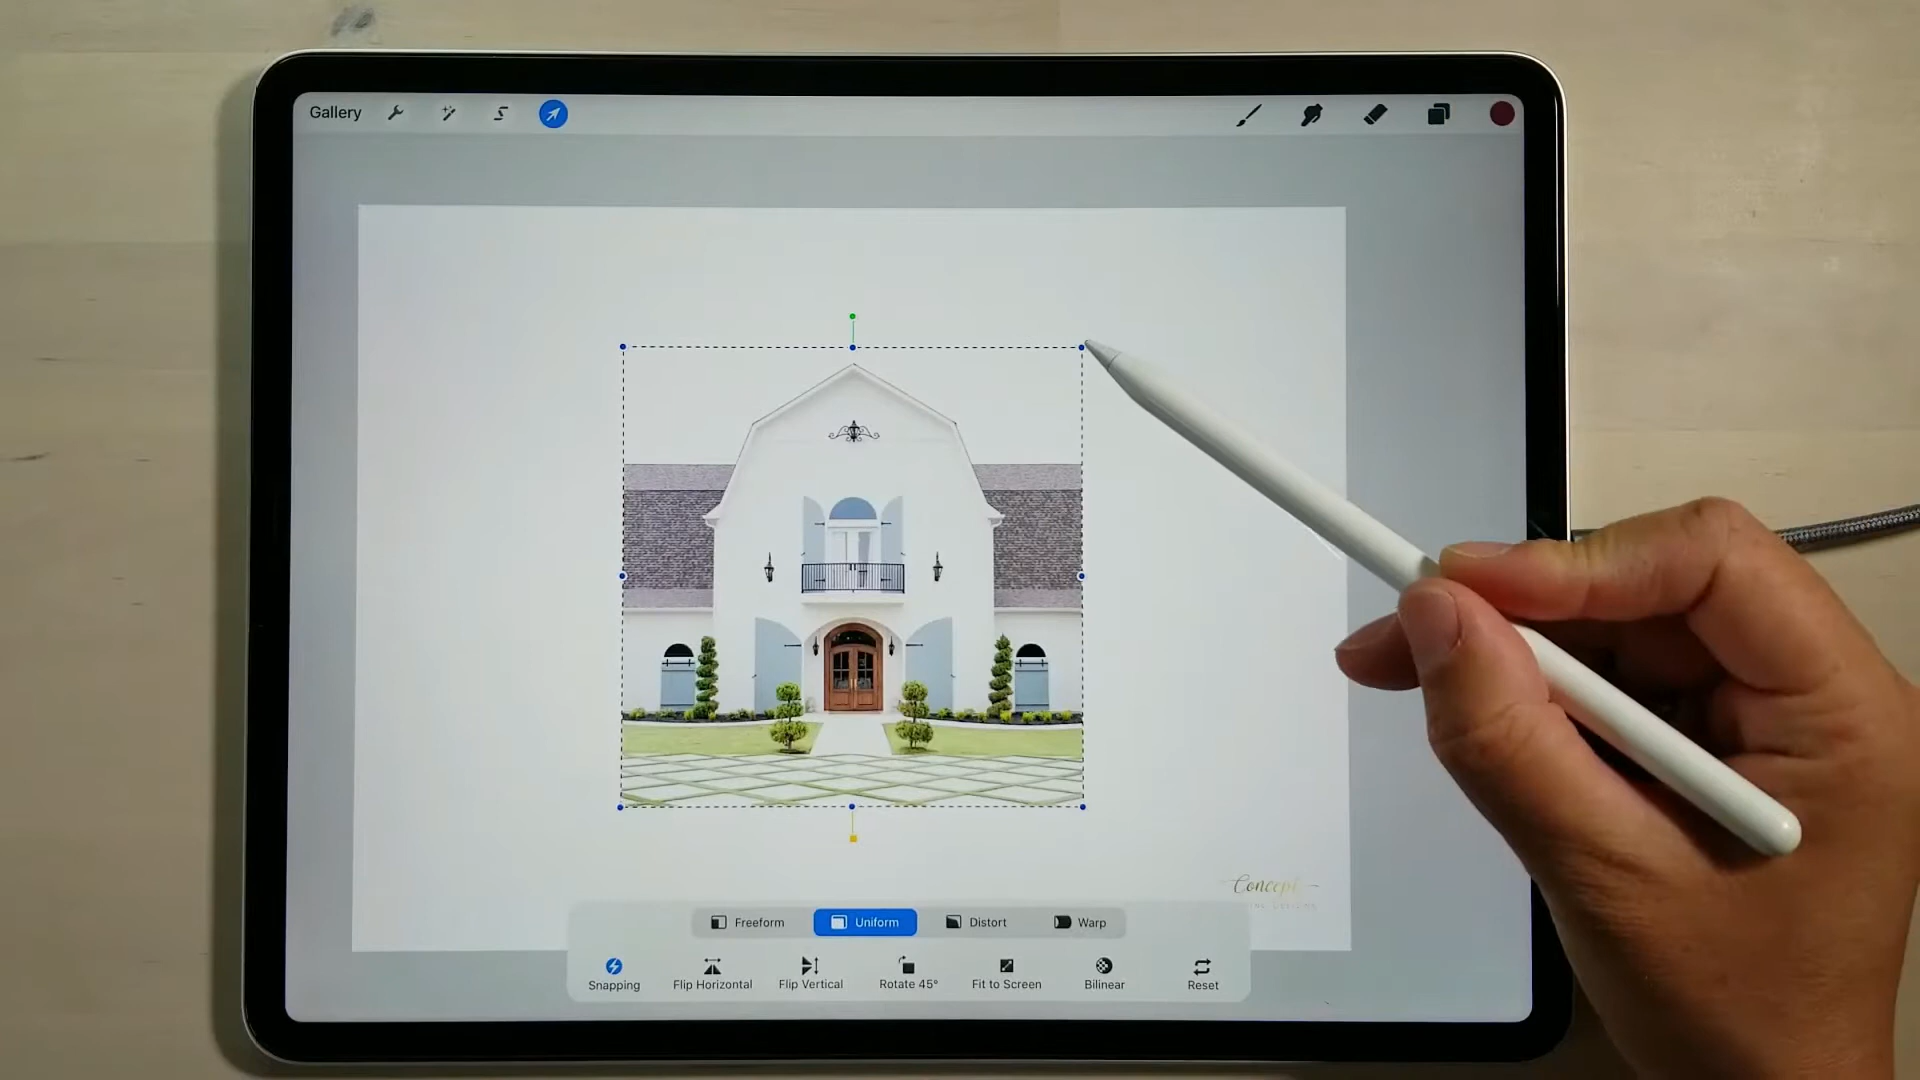 Gallery
Concept
Freeform Uniform Distort Warp
Snapping Flip Horizontal Flip Vertical Rotate 45° Fit to Screen Bilinear Reset